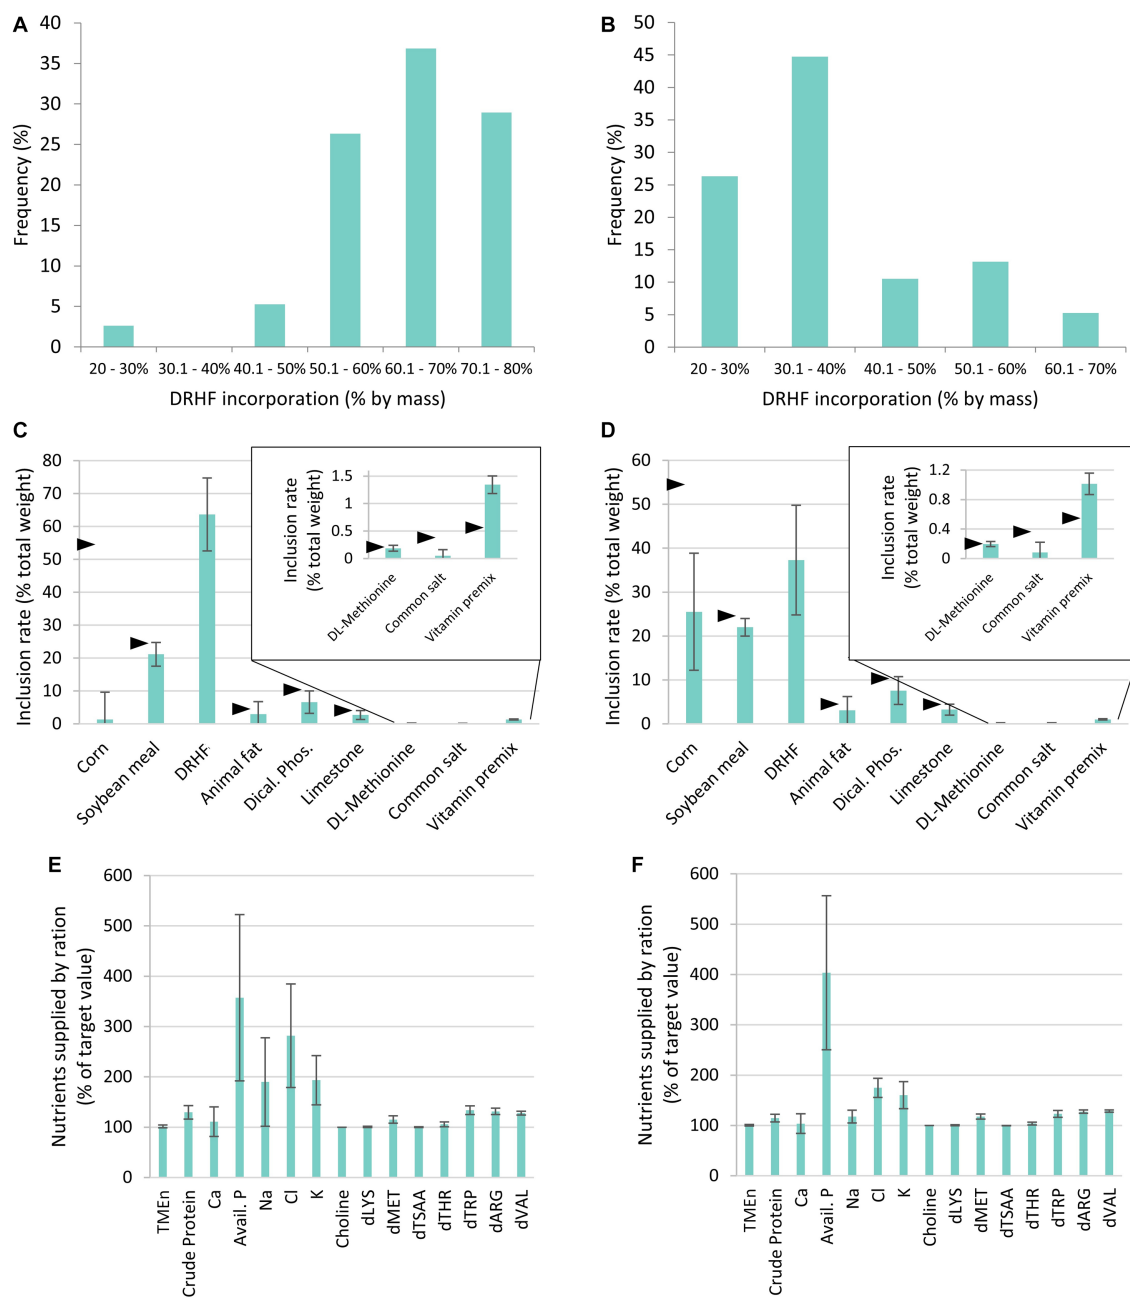 A
40
35
30
25
20
15
10
5
0
Frequency (%)
20 - 30% 30.1 - 40% 40.1 - 50% 50.1 - 60% 60.1 - 70% 70.1 - 80%
DRHF incorporation (% by mass)
B
50
45
40
35
30
25
20
15
10
5
0
Frequency (%)
20 - 30% 30.1 - 40% 40.1 - 50% 50.1 - 60% 60.1 - 70%
DRHF incorporation (% by mass)
C
80
70
60
50
40
30
20
10
0
Inclusion rate (% total weight)
Corn
Soybean meal
DRHF
Animal fat
Dical. Phos.
Limestone
DL-Methionine
Common salt
Vitamin premix
1.5
1
0.5
0
Inclusion rate
(% total weight)
DL-Methionine
Common salt
Vitamin premix
D
60
50
40
30
20
10
0
Inclusion rate (% total weight)
Corn
Soybean meal
DRHF
Animal fat
Dical. Phos.
Limestone
DL-Methionine
Common salt
Vitamin premix
1.2
0.8
0.4
0
Inclusion rate
(% total weight)
DL-Methionine
Common salt
Vitamin premix
E
600
500
400
300
200
100
0
Nutrients supplied by ration
(% of target value)
TMEn
Crude Protein
Ca
Avail. P
Na
Cl
K
Choline
dLYS
dMET
dTSAA
dTHR
dTRP
dARG
dVAL
F
600
500
400
300
200
100
0
Nutrients supplied by ration
(% of target value)
TMEn
Crude Protein
Ca
Avail. P
Na
Cl
K
Choline
dLYS
dMET
dTSAA
dTHR
dTRP
dARG
dVAL